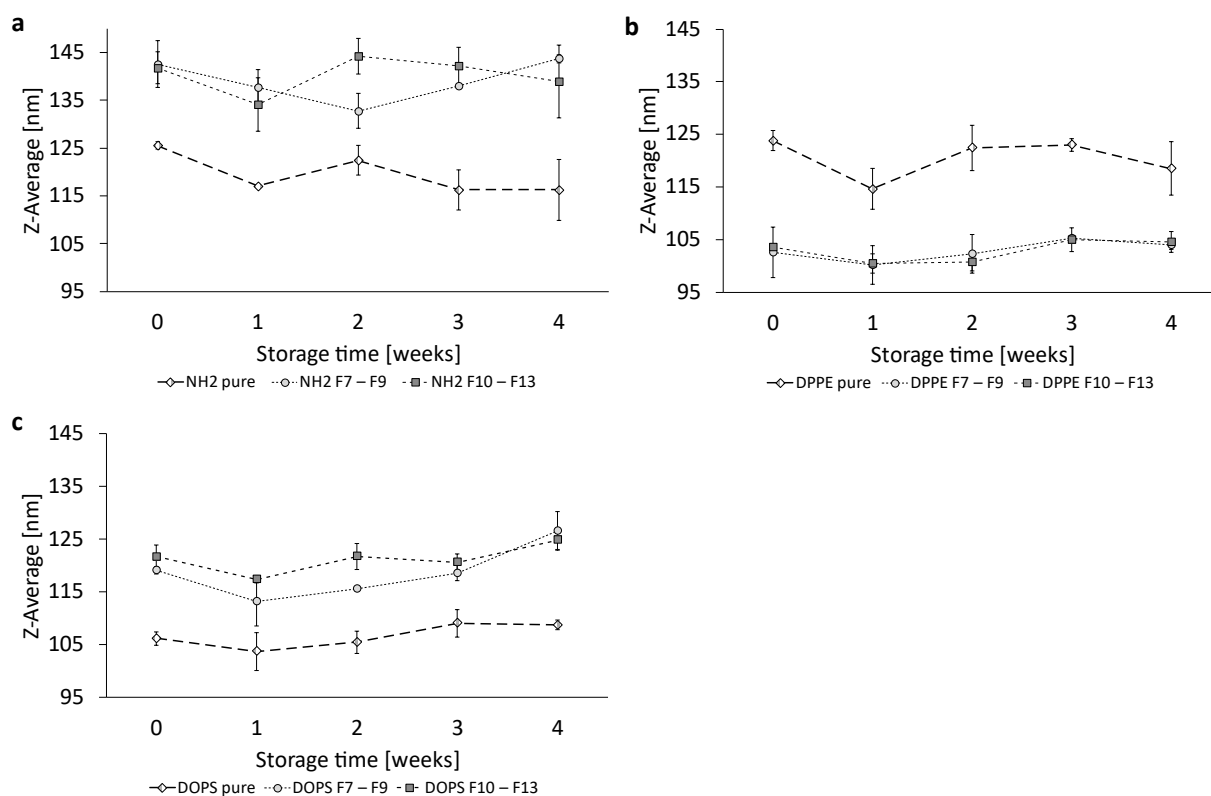 a
145
135
125
115
105
95
Z-Average [nm]
0 1 2 3 4
Storage time [weeks]
NH2 pure NH2 F7 – F9 NH2 F10 – F13
b
145
135
125
115
105
95
Z-Average [nm]
0 1 2 3 4
Storage time [weeks]
DPPE pure DPPE F7 – F9 DPPE F10 – F13
c
145
135
125
115
105
95
Z-Average [nm]
0 1 2 3 4
Storage time [weeks]
DOPS pure DOPS F7 – F9 DOPS F10 – F13